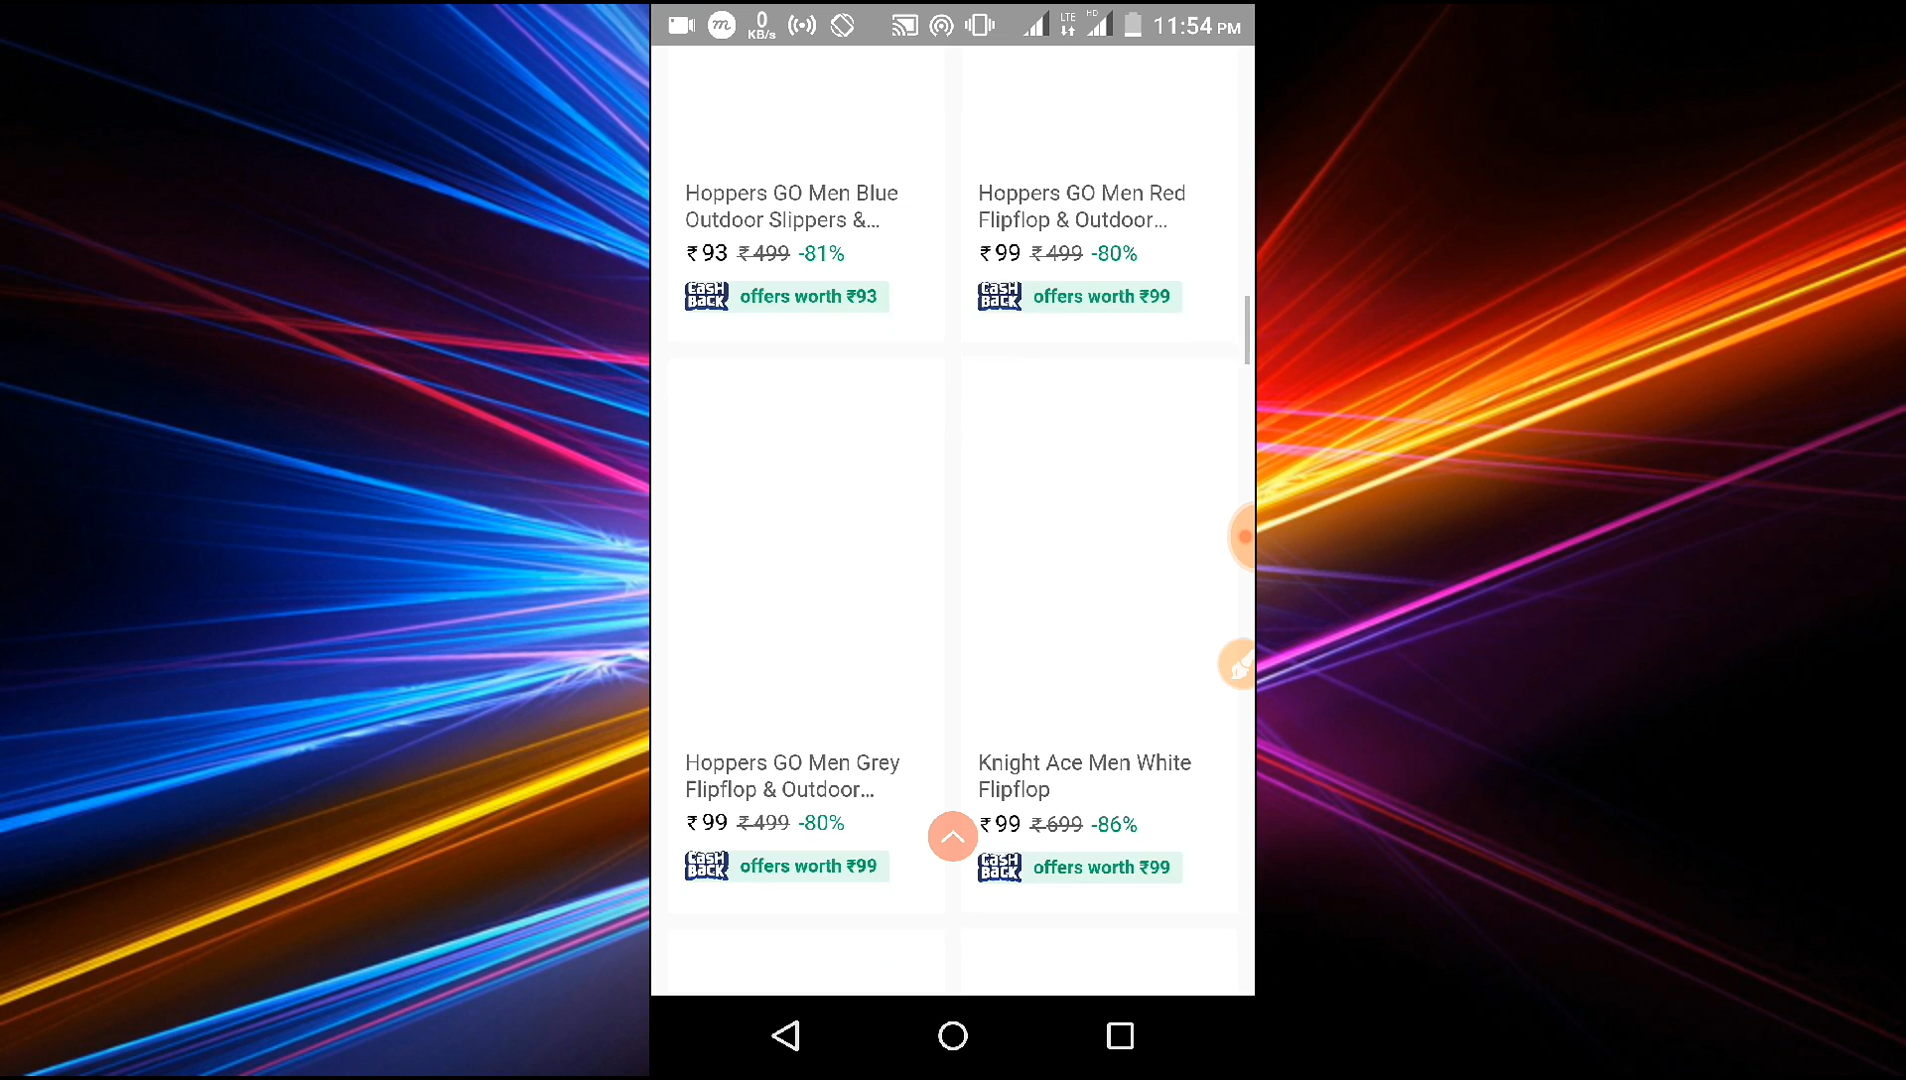 m 0 KB/s LTE HD 11:54 PM
Hoppers GO Men Blue
Outdoor Slippers &...
₹93 ₹499 -81%
CASH BACK offers worth ₹93
Hoppers GO Men Red
Flipflop & Outdoor...
₹99 ₹499 -80%
CASH BACK offers worth ₹99
Hoppers GO Men Grey
Flipflop & Outdoor...
₹99 ₹499 -80%
CASH BACK offers worth ₹99
Knight Ace Men White
Flipflop
₹99 ₹699 -86%
CASH BACK offers worth ₹99